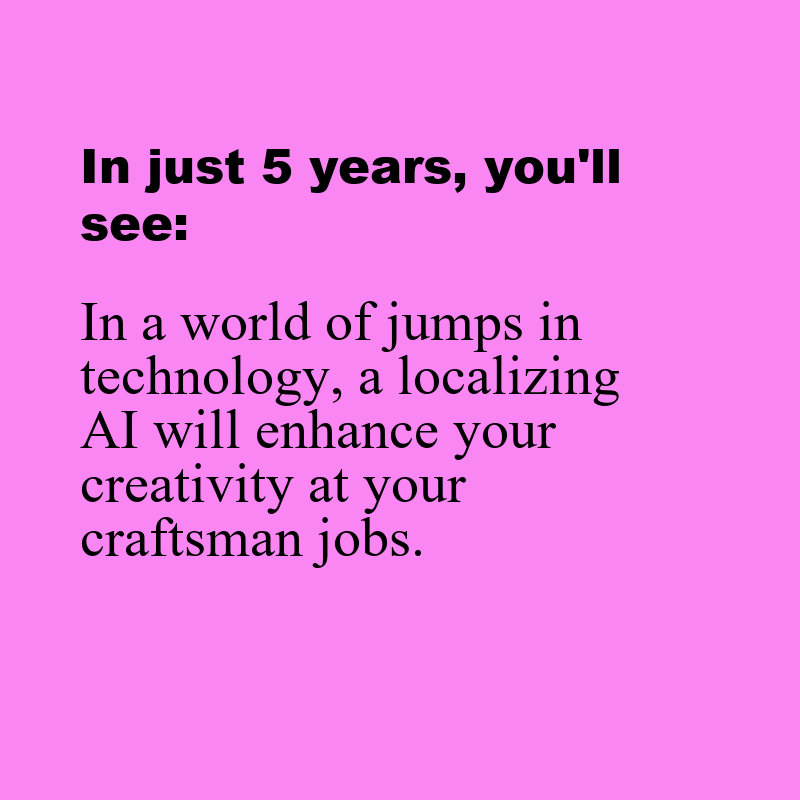 In just 5 years, you'll
see:
In a world of jumps in
technology, a localizing
AI will enhance your
creativity at your
craftsman jobs.